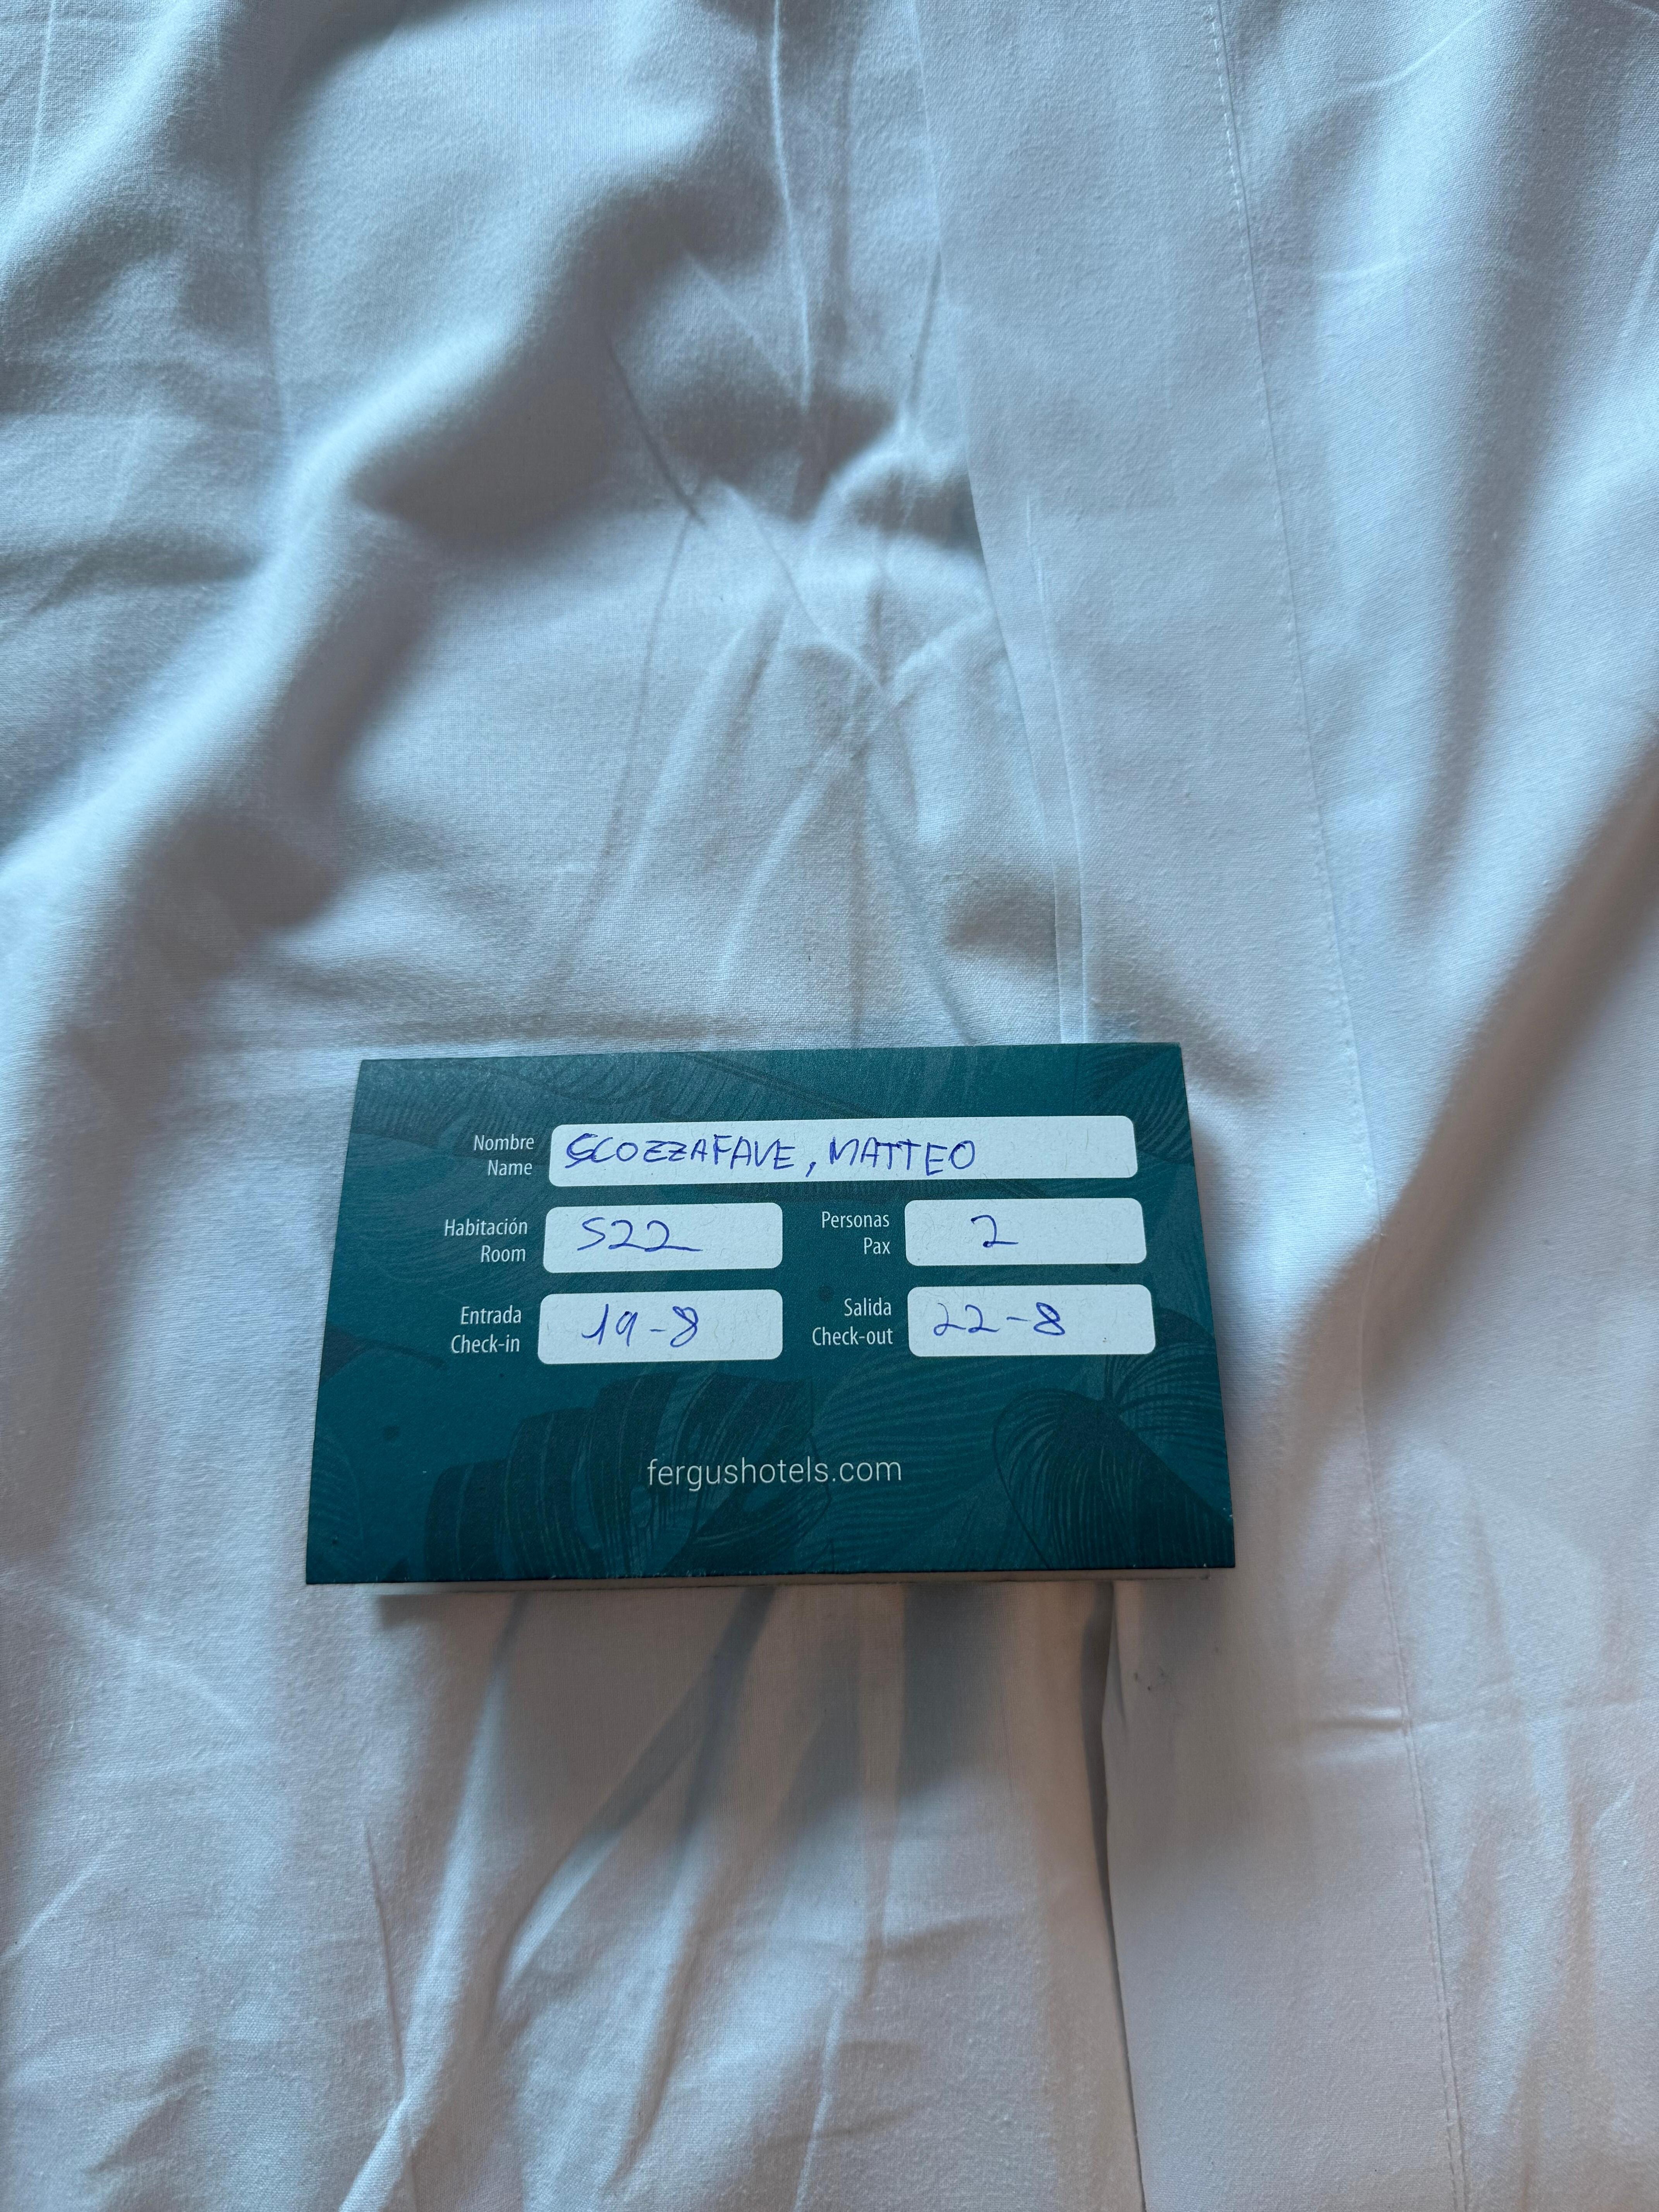 Nombre SCOZZAFAVE, MATTEO
Name
Habitación 522 Personas 2
Room Pax
Entrada 19-8 Salida 22-8
Check-in Check-out
fergushotels.com